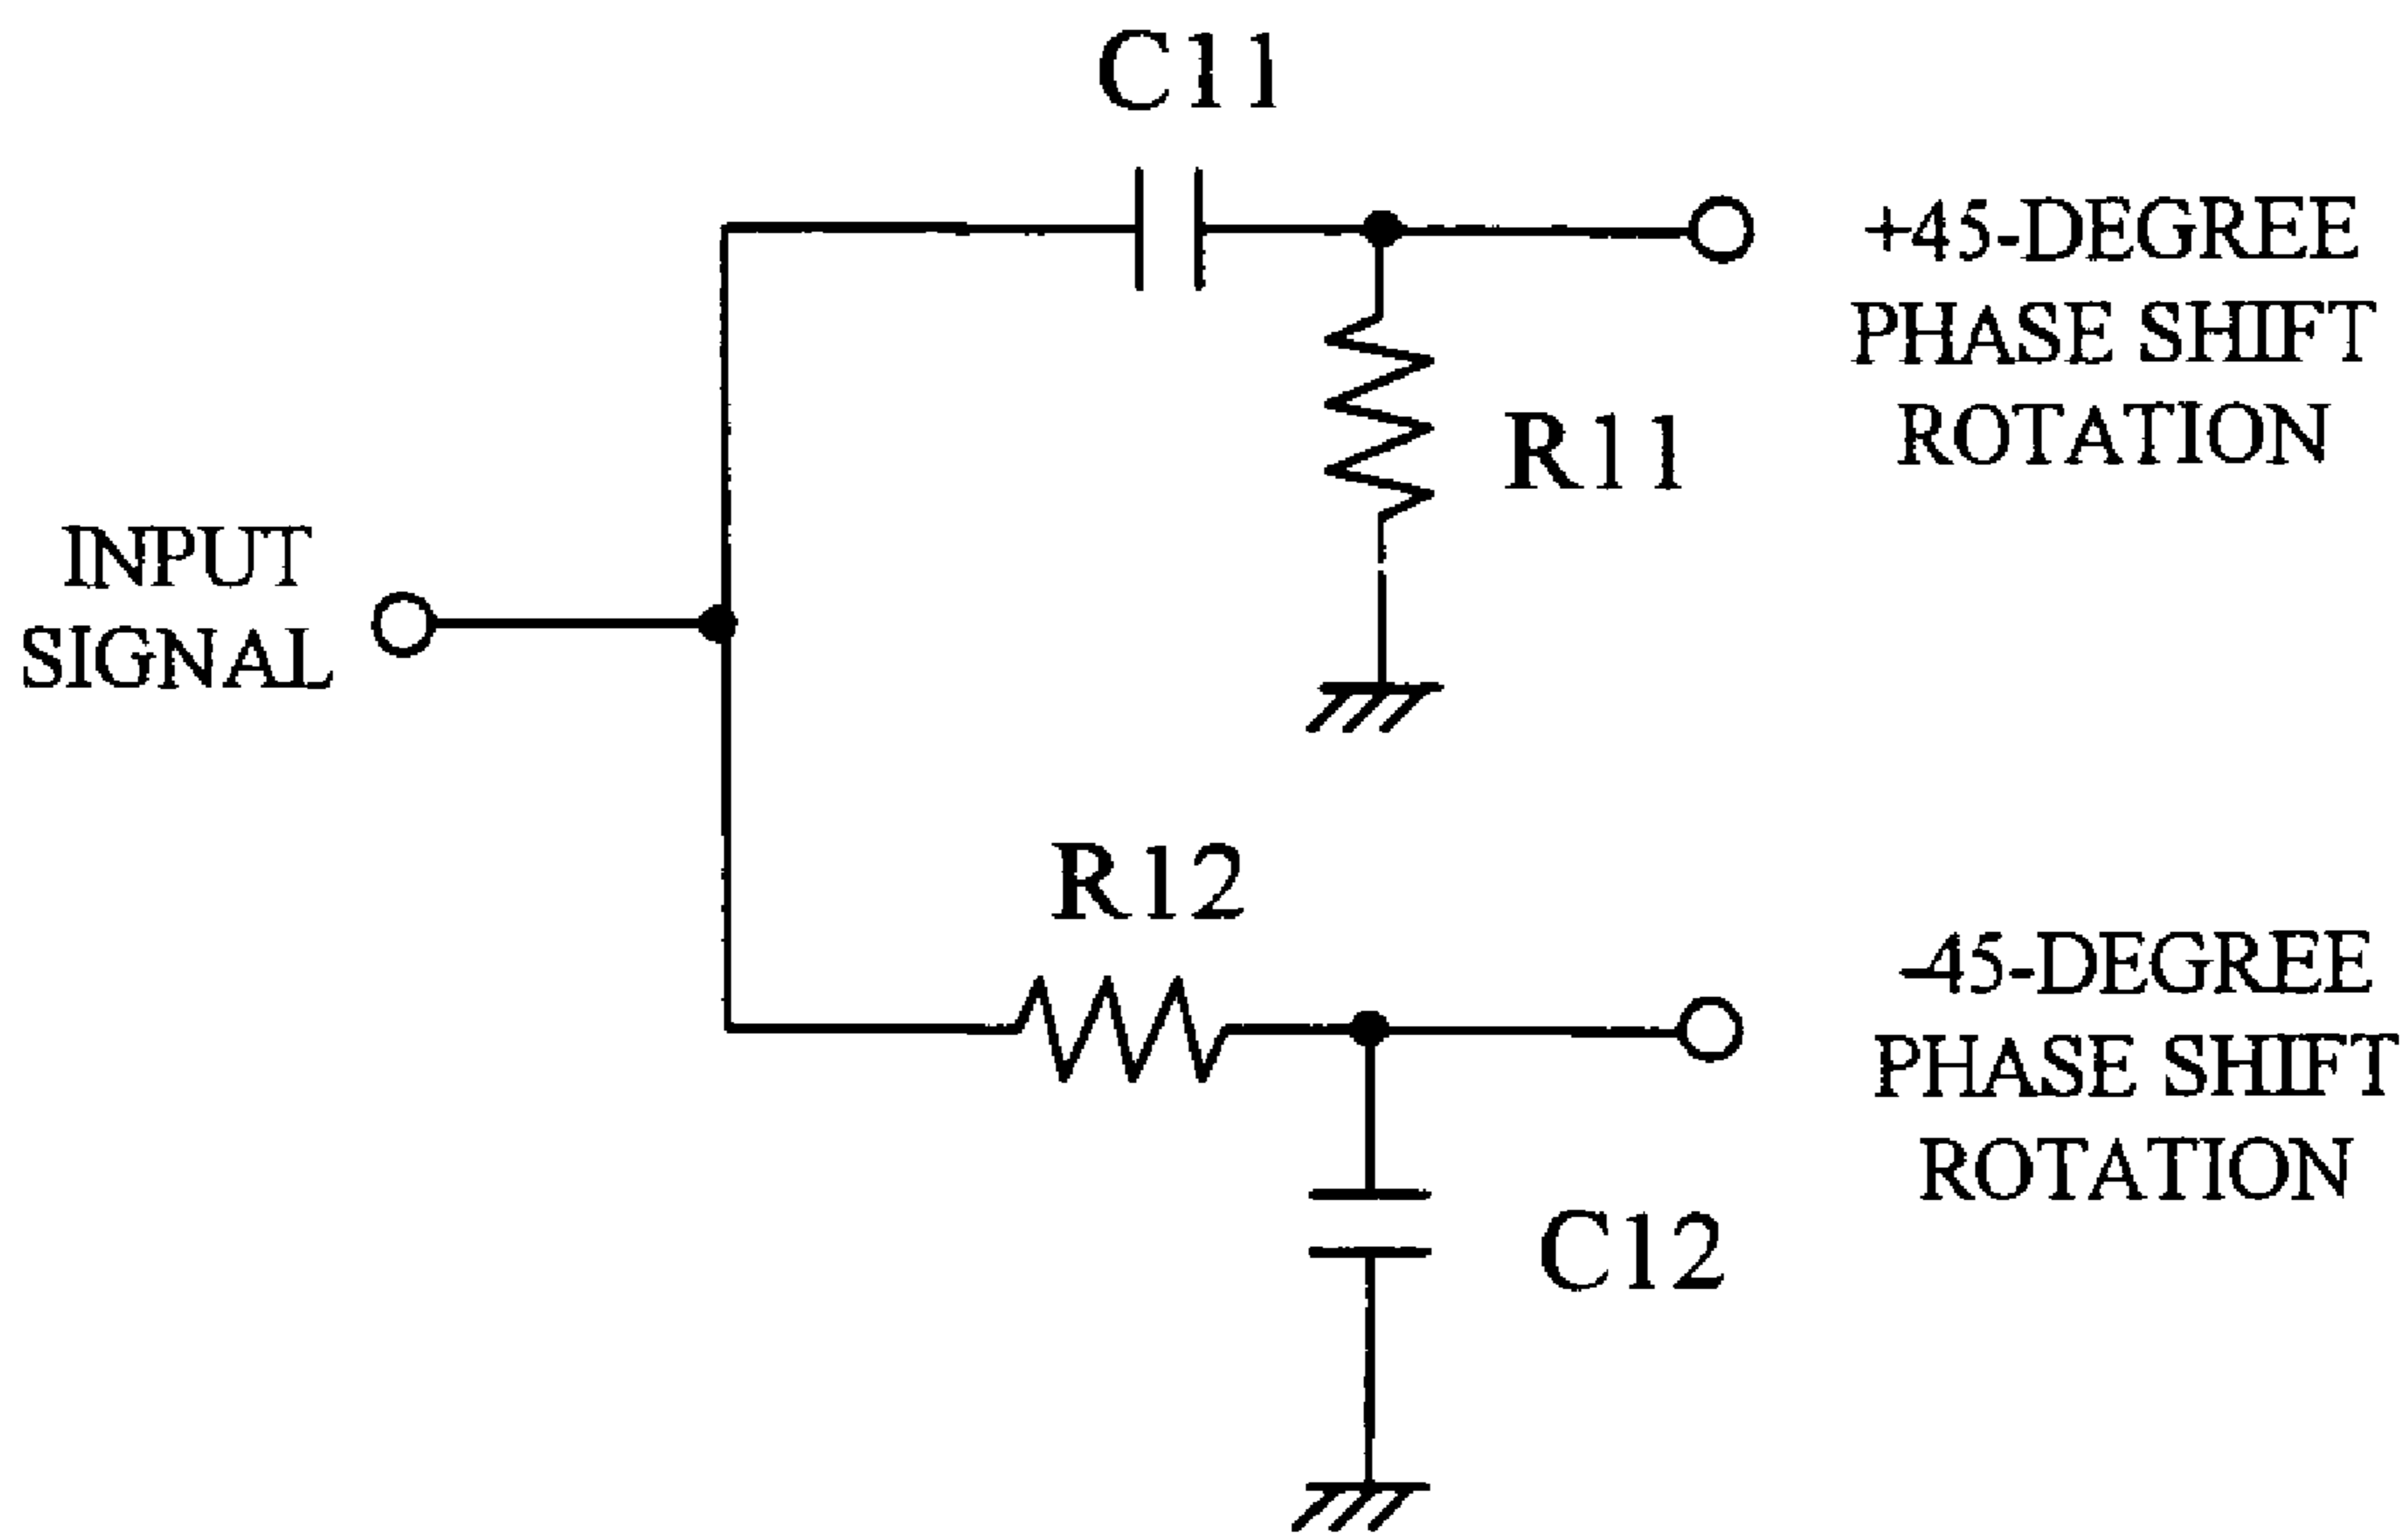 C11
+45-DEGREE
PHASE SHIFT
ROTATION
R11
INPUT
SIGNAL
R12
-45-DEGREE
PHASE SHIFT
ROTATION
C12